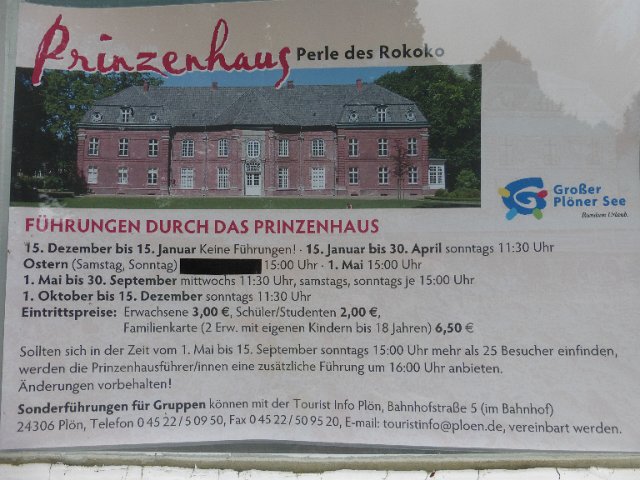 Prinzenhaus Perle des Rokoko
Großer
Plöner See
Rundum Urlaub.
FÜHRUNGEN DURCH DAS PRINZENHAUS
15. Dezember bis 15. Januar Keine Führungen! · 15. Januar bis 30. April sonntags 11:30 Uhr
Ostern (Samstag, Sonntag) 15:00 Uhr · 1. Mai 15:00 Uhr
1. Mai bis 30. September mittwochs 11:30 Uhr, samstags, sonntags je 15:00 Uhr
1. Oktober bis 15. Dezember sonntags 11:30 Uhr
Eintrittspreise: Erwachsene 3,00 €, Schüler/Studenten 2,00 €,
Familienkarte (2 Erw. mit eigenen Kindern bis 18 Jahren) 6,50 €
Sollten sich in der Zeit vom 1. Mai bis 15. September sonntags 15:00 Uhr mehr als 25 Besucher einfinden,
werden die Prinzenhausführer/innen eine zusätzliche Führung um 16:00 Uhr anbieten.
Änderungen vorbehalten!
Sonderführungen für Gruppen können mit der Tourist Info Plön, Bahnhofstraße 5 (im Bahnhof)
24306 Plön, Telefon 0 45 22 / 5 09 50, Fax 0 45 22 / 50 95 20, E-mail: touristinfo@ploen.de, vereinbart werden.